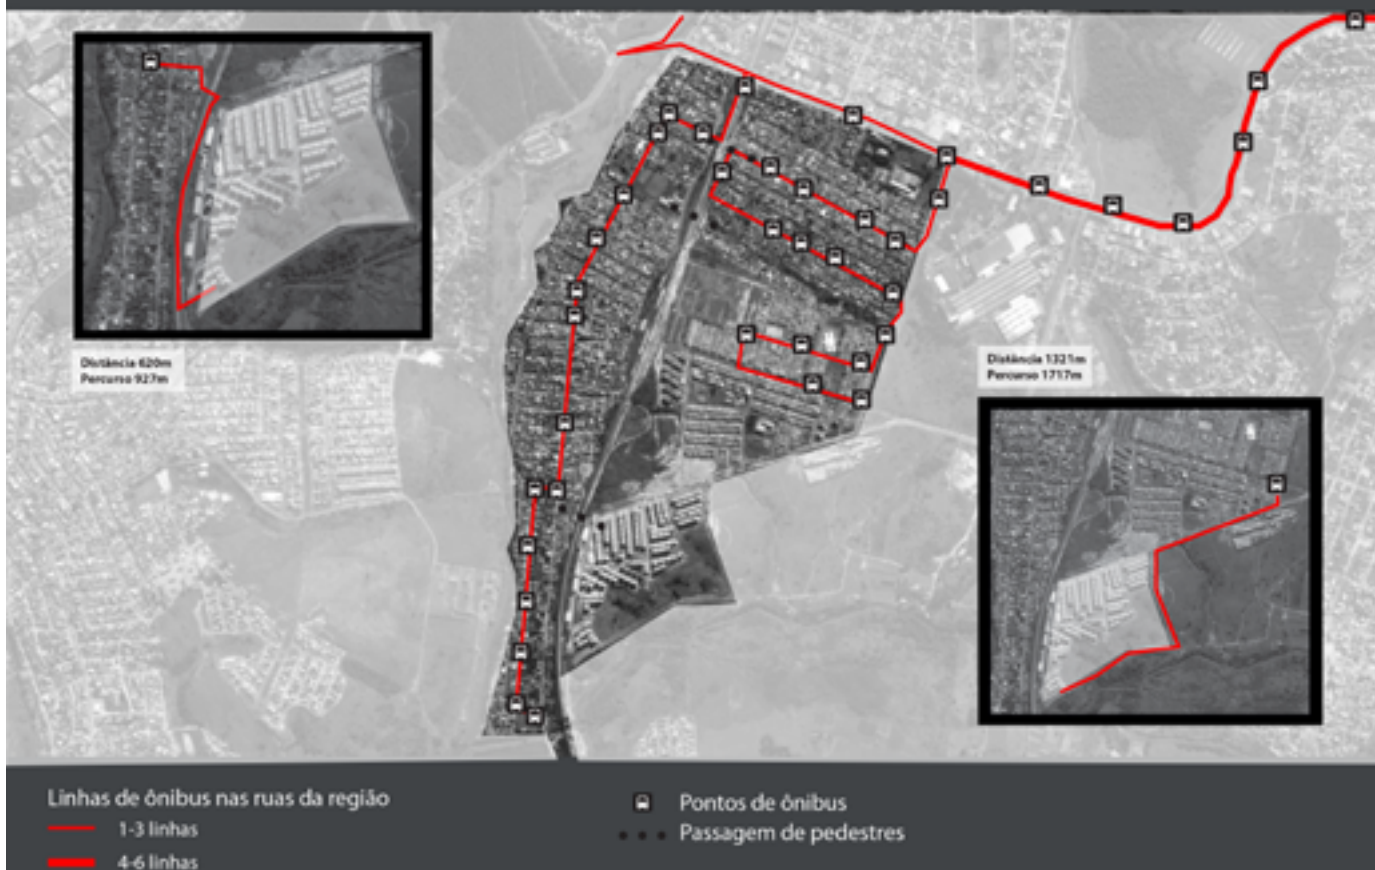 Distância 620m
Percurso 927m
Distância 1321m
Percurso 1717m
Linhas de ônibus nas ruas da região
1-3 linhas
4-6 linhas
Pontos de ônibus
Passagem de pedestres